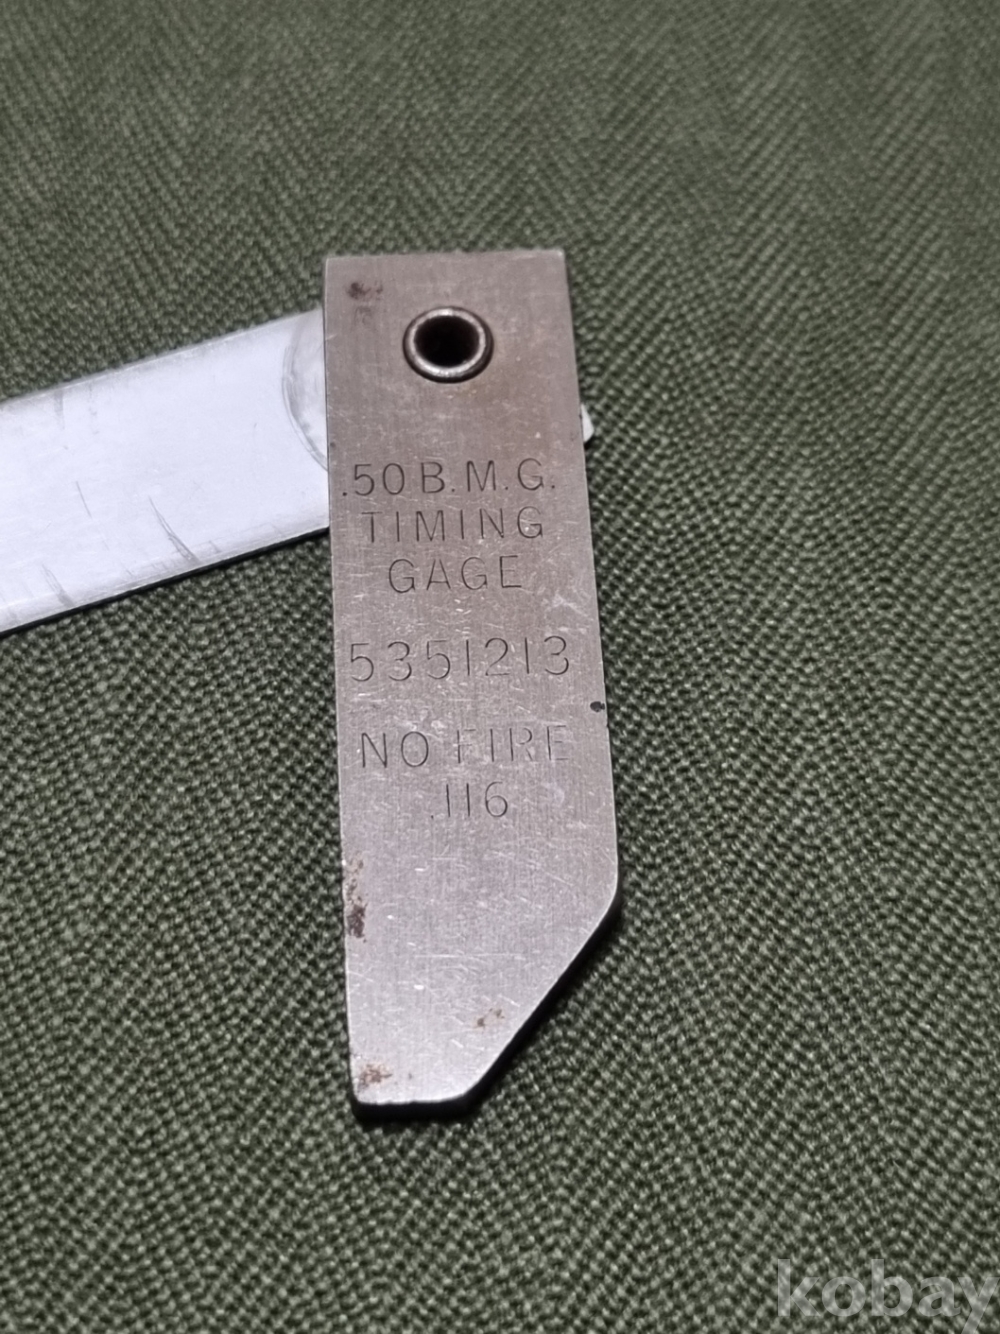 .50 B.M.G.
TIMING
GAGE
5351213
NO FIRE
.116
kobay